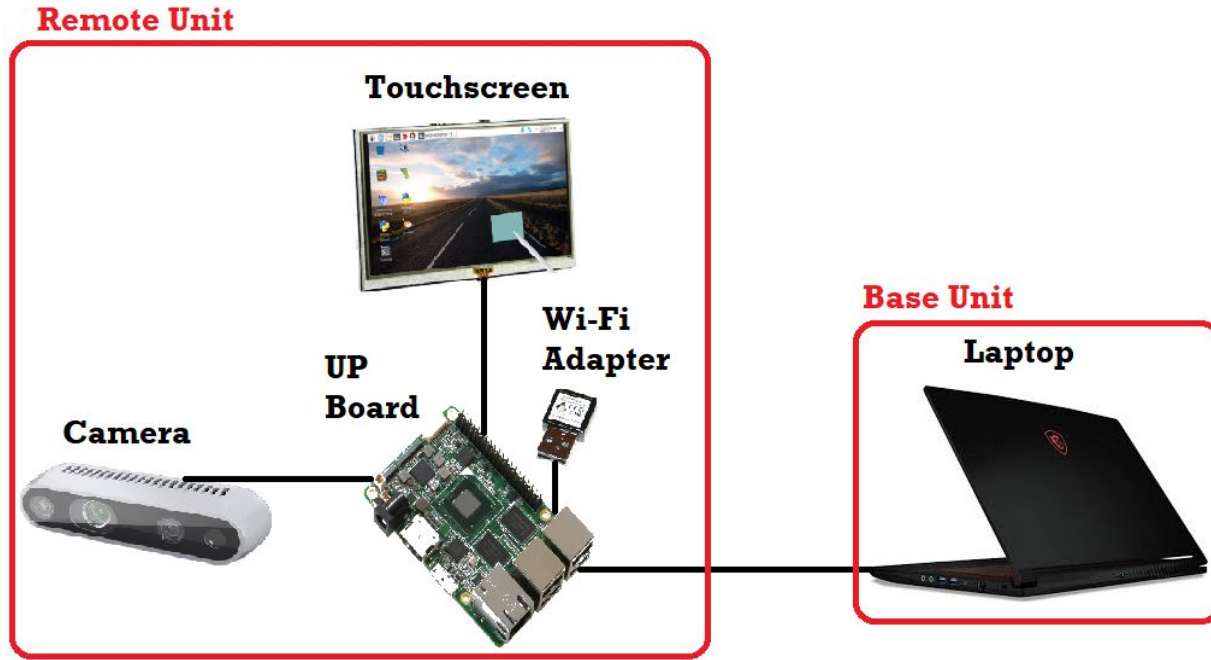 Remote Unit
Touchscreen
Base Unit
Wi-Fi
Adapter
Laptop
UP
Board
Camera